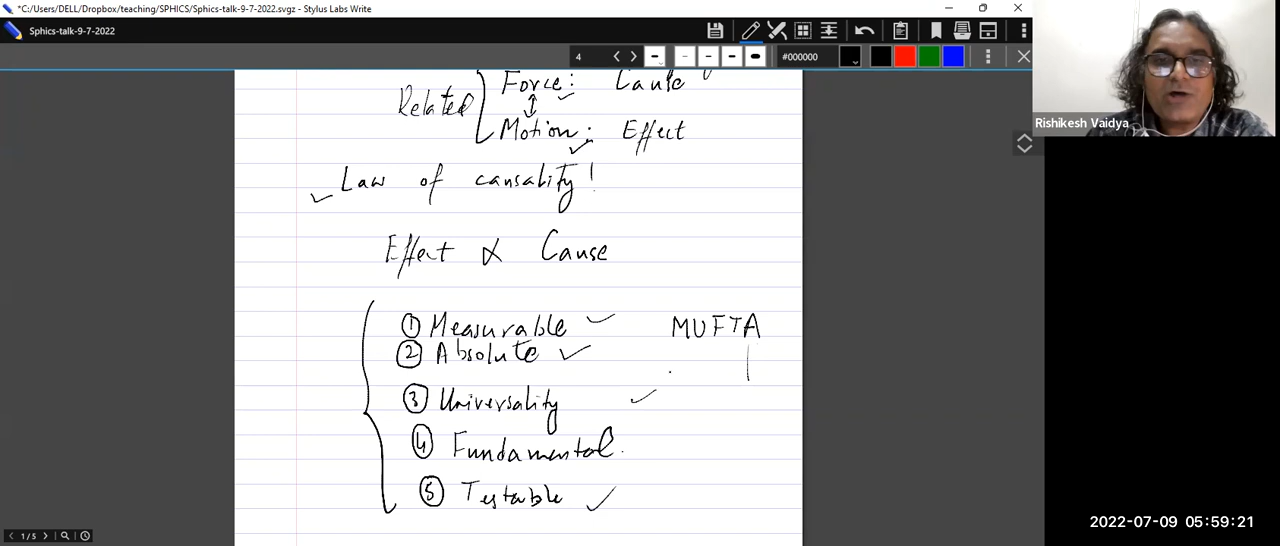 *C:/Users/DELL/Dropbox/teaching/SPHICS/Sphics-talk-9-7-2022.svgz - Stylus Labs Write
Sphics-talk-9-7-2022
4
#000000
Rishikesh Vaidya
Related
Force: Cause
Motion: Effect
Law of causality!
Effect ∝ Cause
① Measurable MUFTA
② Absolute
③ Universality
④ Fundamental.
⑤ Testable
1/5
2022-07-09 05:59:21